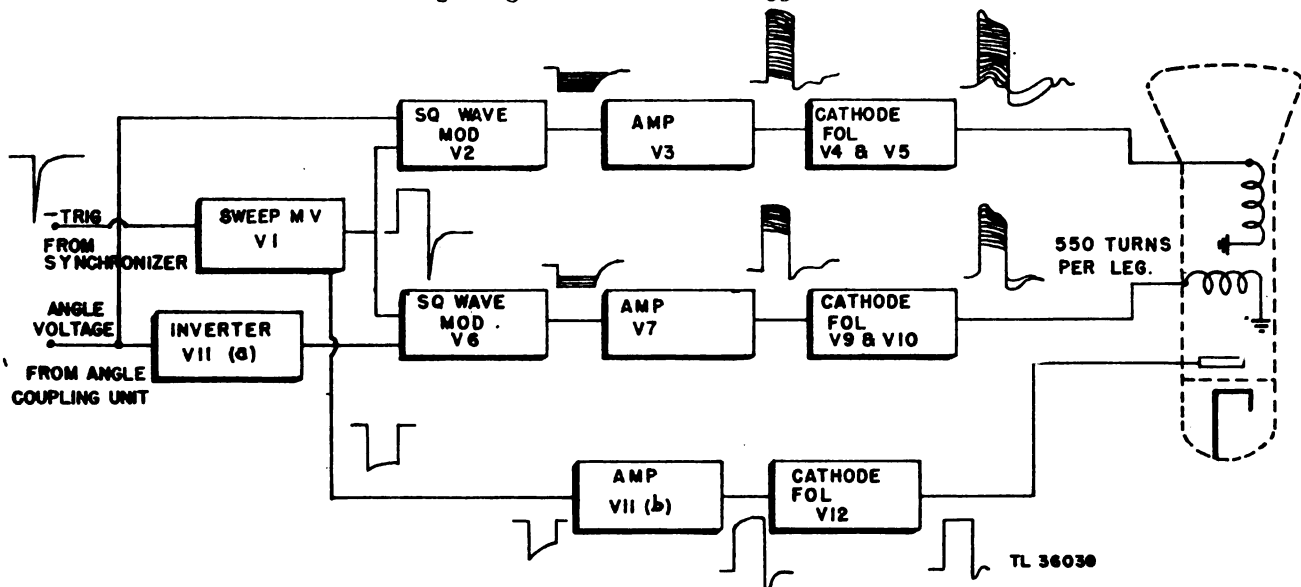 SQ WAVE
MOD
V2
AMP
V3
CATHODE
FOL
V4 & V5
-TRIG
FROM
SYNCHRONIZER
SWEEP MV
V1
550 TURNS
PER LEG.
ANGLE
VOLTAGE
FROM ANGLE
COUPLING UNIT
INVERTER
V11 (a)
SQ WAVE
MOD
V6
AMP
V7
CATHODE
FOL
V9 & V10
AMP
V11 (b)
CATHODE
FOL
V12
TL 36039